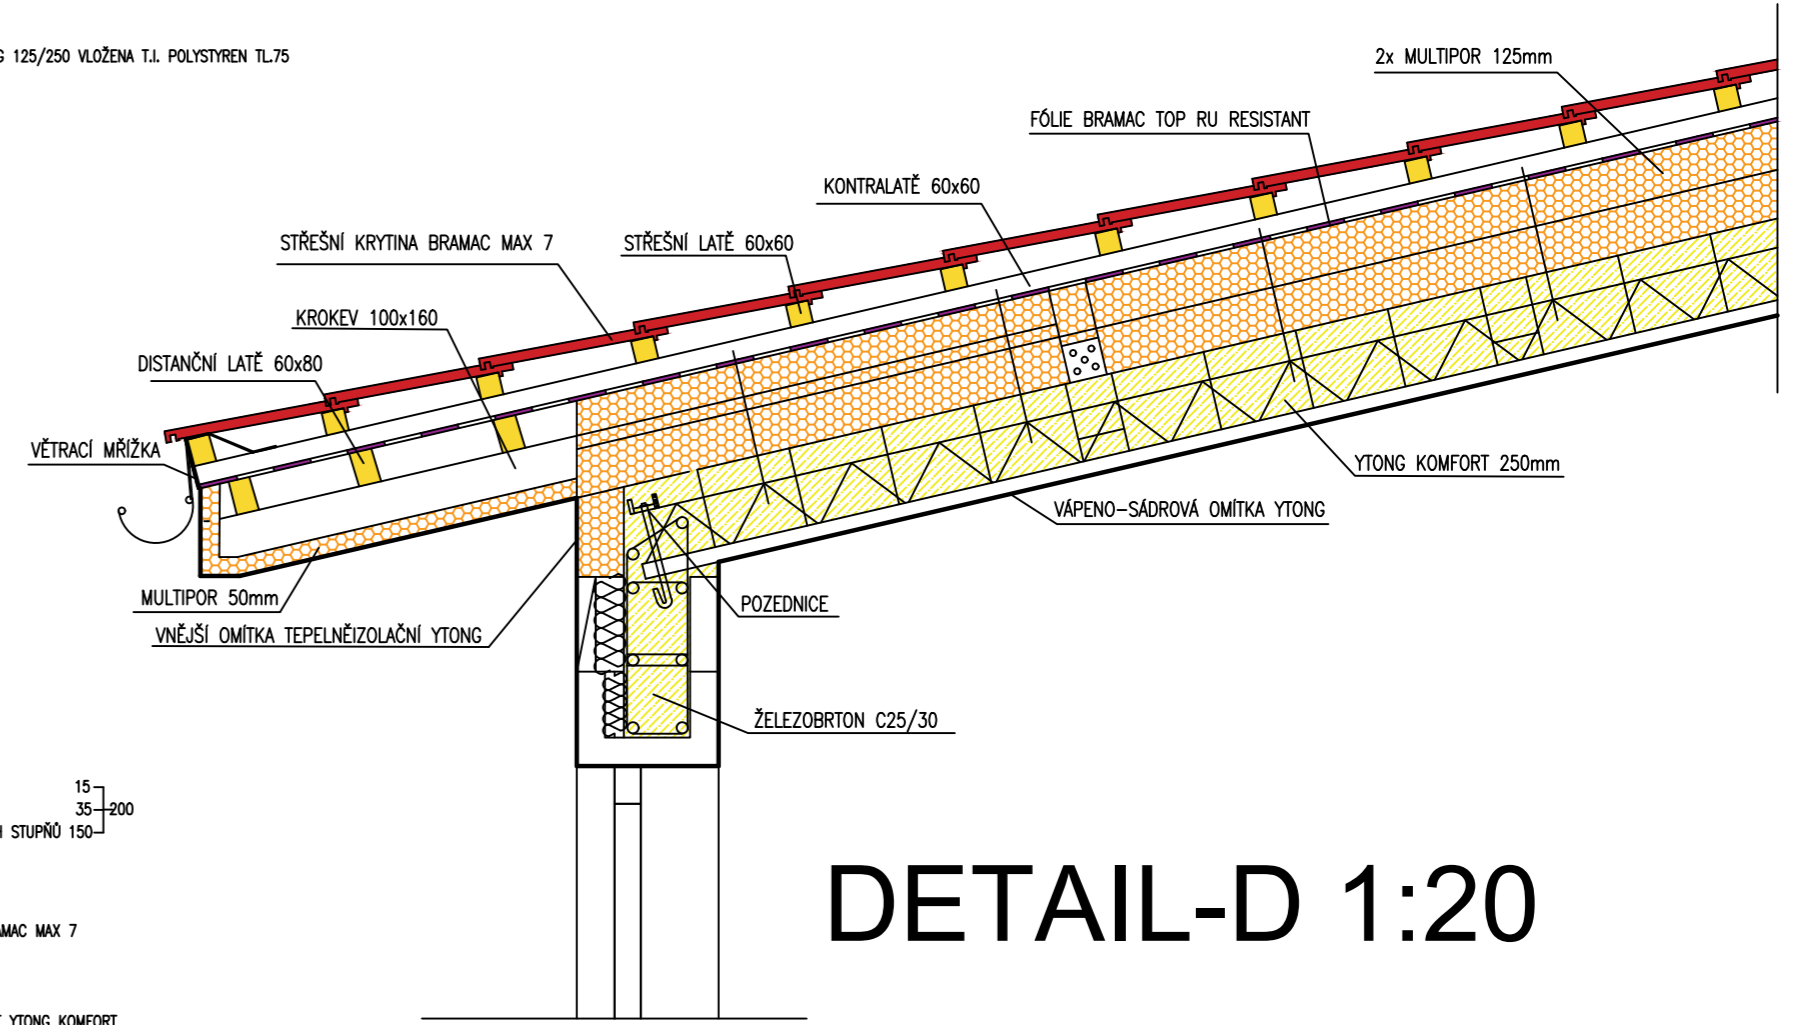 125/250 VLOŽENA T.I. POLYSTYREN TL.75
2x MULTIPOR 125mm
FÓLIE BRAMAC TOP RU RESISTANT
KONTRALATĚ 60x60
STŘEŠNÍ KRYTINA BRAMAC MAX 7
STŘEŠNÍ LATĚ 60x60
KROKEV 100x160
DISTANČNÍ LATĚ 60x80
VĚTRACÍ MŘÍŽKA
YTONG KOMFORT 250mm
VÁPENO-SÁDROVÁ OMÍTKA YTONG
MULTIPOR 50mm
POZEDNICE
VNĚJŠÍ OMÍTKA TEPELNĚIZOLAČNÍ YTONG
ŽELEZOBRTON C25/30
15
35 200
STUPŇŮ 150
DETAIL-D 1:20
MAX 7
YTONG KOMFORT